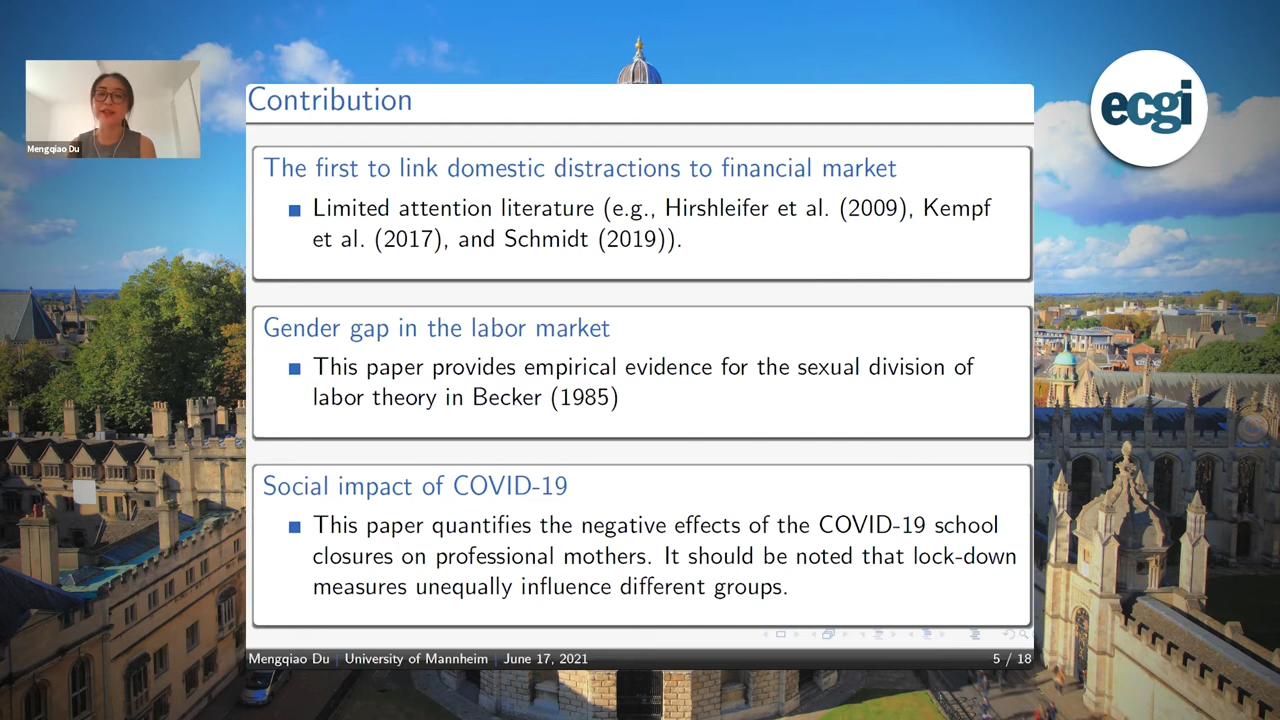 Mengqiao Du
ecgi
Contribution
The first to link domestic distractions to financial market
Limited attention literature (e.g., Hirshleifer et al. (2009), Kempf
et al. (2017), and Schmidt (2019)).
Gender gap in the labor market
This paper provides empirical evidence for the sexual division of
labor theory in Becker (1985)
Social impact of COVID-19
This paper quantifies the negative effects of the COVID-19 school
closures on professional mothers. It should be noted that lock-down
measures unequally influence different groups.
Mengqiao Du | University of Mannheim | June 17, 2021 5 / 18